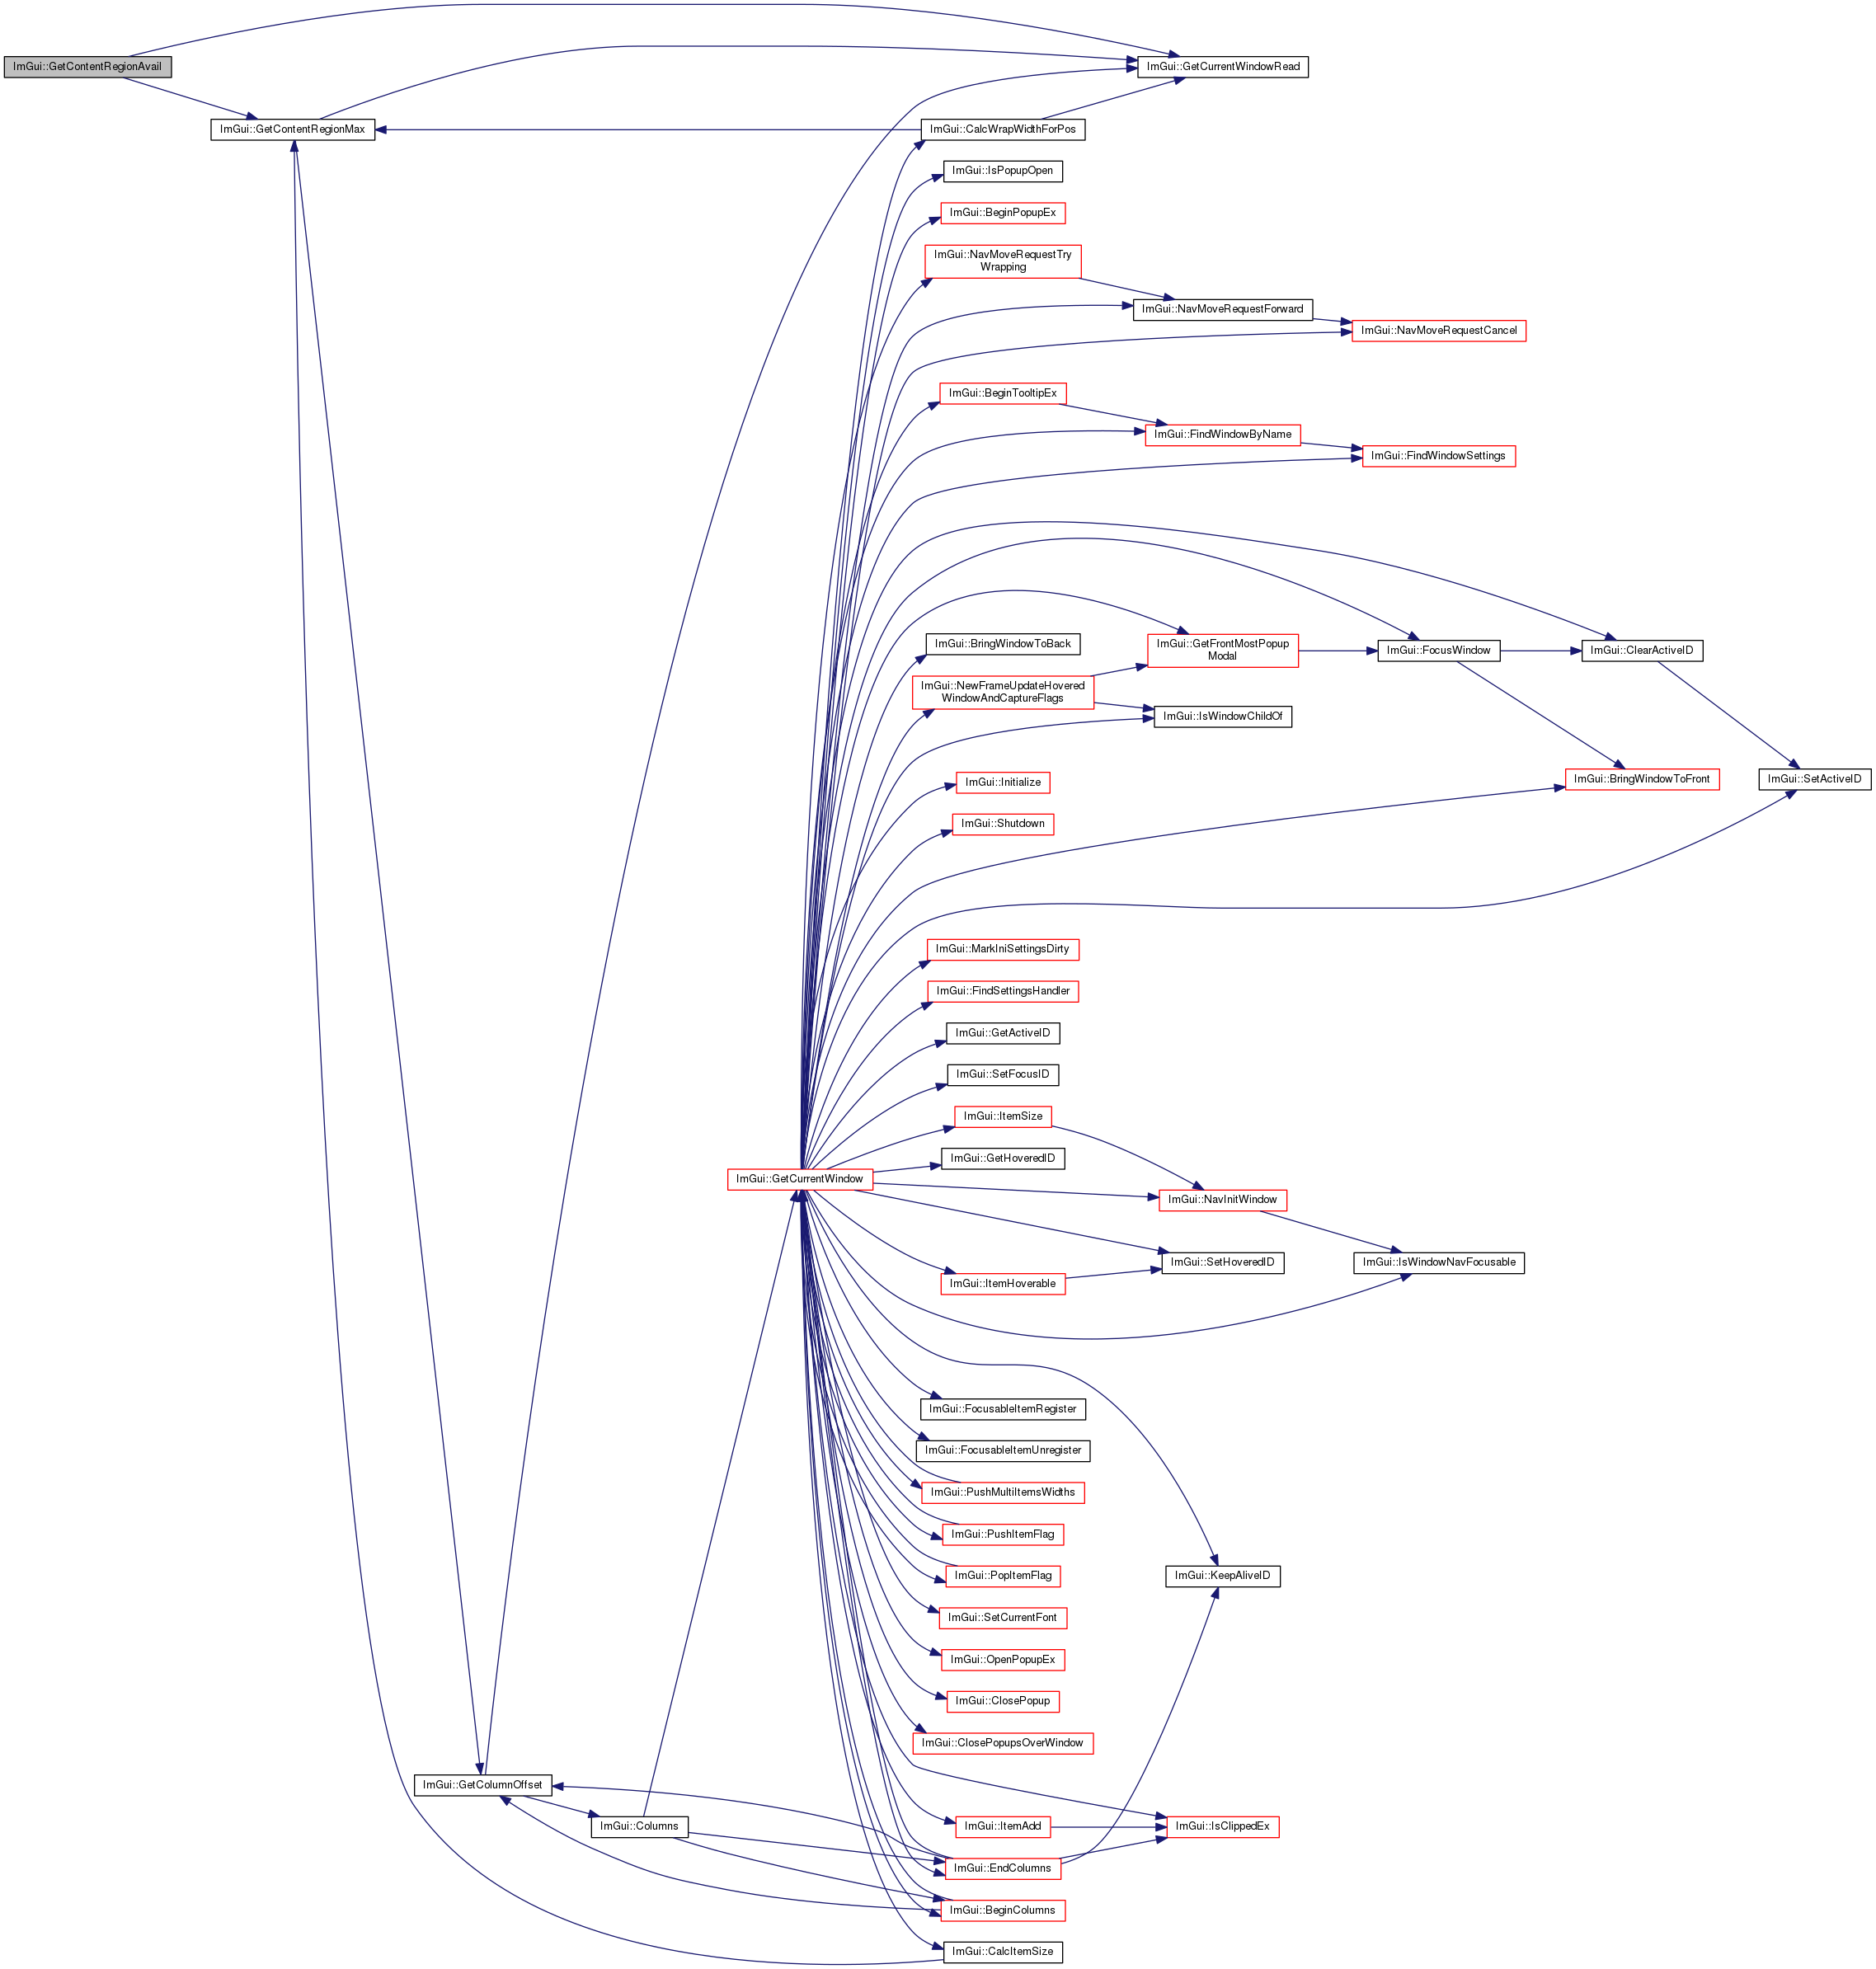 ImGui::GetContentRegionAvail
ImGui::GetCurrentWindowRead
ImGui::GetContentRegionMax
ImGui::CalcWrapWidthForPos
ImGui::IsPopupOpen
ImGui::BeginPopupEx
ImGui::NavMoveRequestTry
Wrapping
ImGui::NavMoveRequestForward
ImGui::NavMoveRequestCancel
ImGui::BeginTooltipEx
ImGui::FindWindowByName
ImGui::FindWindowSettings
ImGui::BringWindowToBack
ImGui::GetFrontMostPopup
Modal
ImGui::FocusWindow
ImGui::ClearActiveID
ImGui::NewFrameUpdateHovered
WindowAndCaptureFlags
ImGui::IsWindowChildOf
ImGui::Initialize
ImGui::BringWindowToFront
ImGui::SetActiveID
ImGui::Shutdown
ImGui::MarkIniSettingsDirty
ImGui::FindSettingsHandler
ImGui::GetActiveID
ImGui::SetFocusID
ImGui::ItemSize
ImGui::GetHoveredID
ImGui::GetCurrentWindow
ImGui::NavInitWindow
ImGui::SetHoveredID
ImGui::IsWindowNavFocusable
ImGui::ItemHoverable
ImGui::FocusableItemRegister
ImGui::FocusableItemUnregister
ImGui::PushMultiItemsWidths
ImGui::PushItemFlag
ImGui::PopItemFlag
ImGui::KeepAliveID
ImGui::SetCurrentFont
ImGui::OpenPopupEx
ImGui::ClosePopup
ImGui::ClosePopupsOverWindow
ImGui::GetColumnOffset
ImGui::Columns
ImGui::ItemAdd
ImGui::IsClippedEx
ImGui::EndColumns
ImGui::BeginColumns
ImGui::CalcItemSize